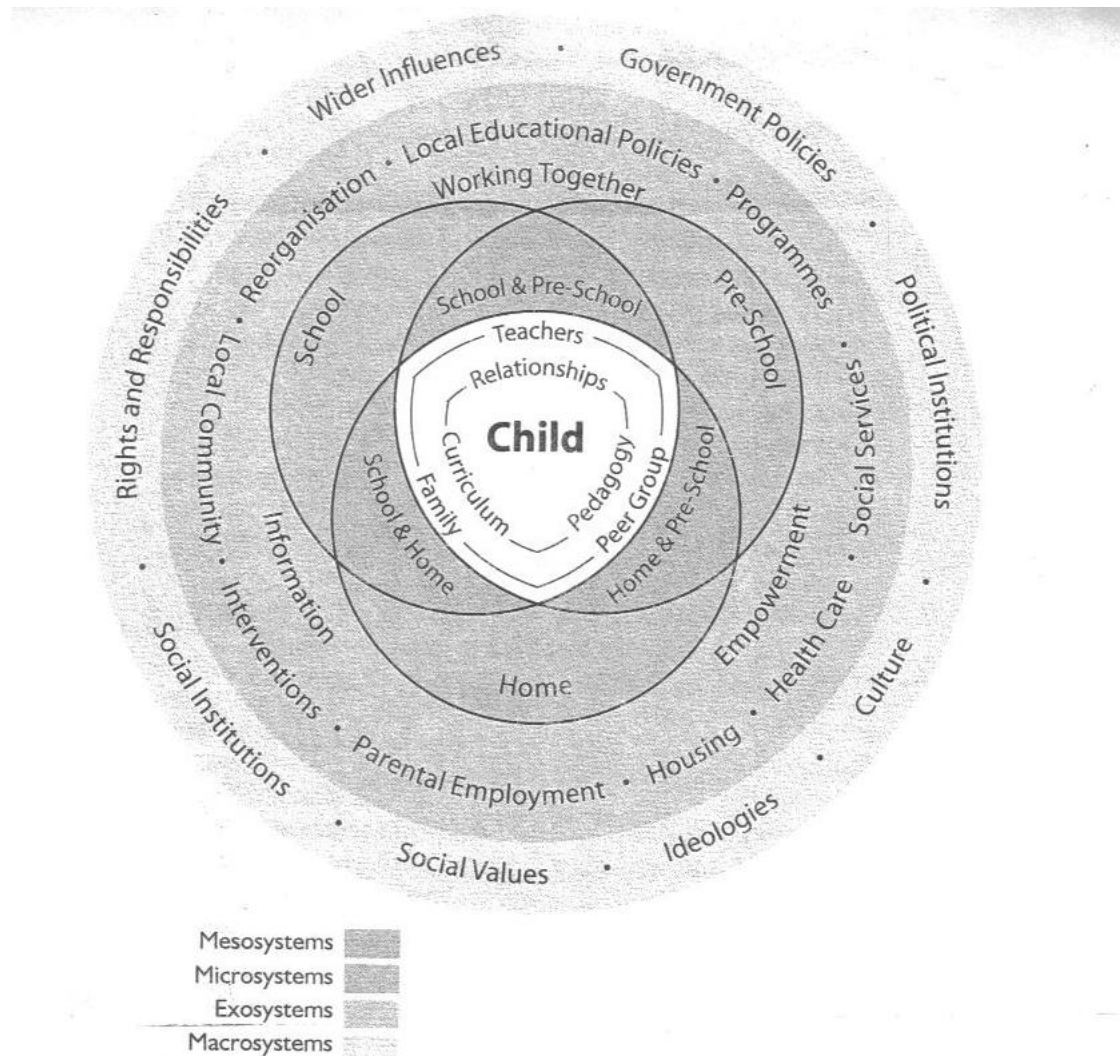 Wider Influences • Government Policies • Political Institutions • Culture • Ideologies • Social Values • Social Institutions • Rights and Responsibilities •
Local Educational Policies • Programmes • Social Services • Health Care • Housing • Parental Employment • Interventions • Local Community • Reorganisation •
Working Together
Empowerment
Information
School
Pre-School
Home
School & Pre-School
Home & Pre-School
School & Home
Teachers
Peer Group
Family
Relationships
Pedagogy
Curriculum
Child
Mesosystems
Microsystems
Exosystems
Macrosystems